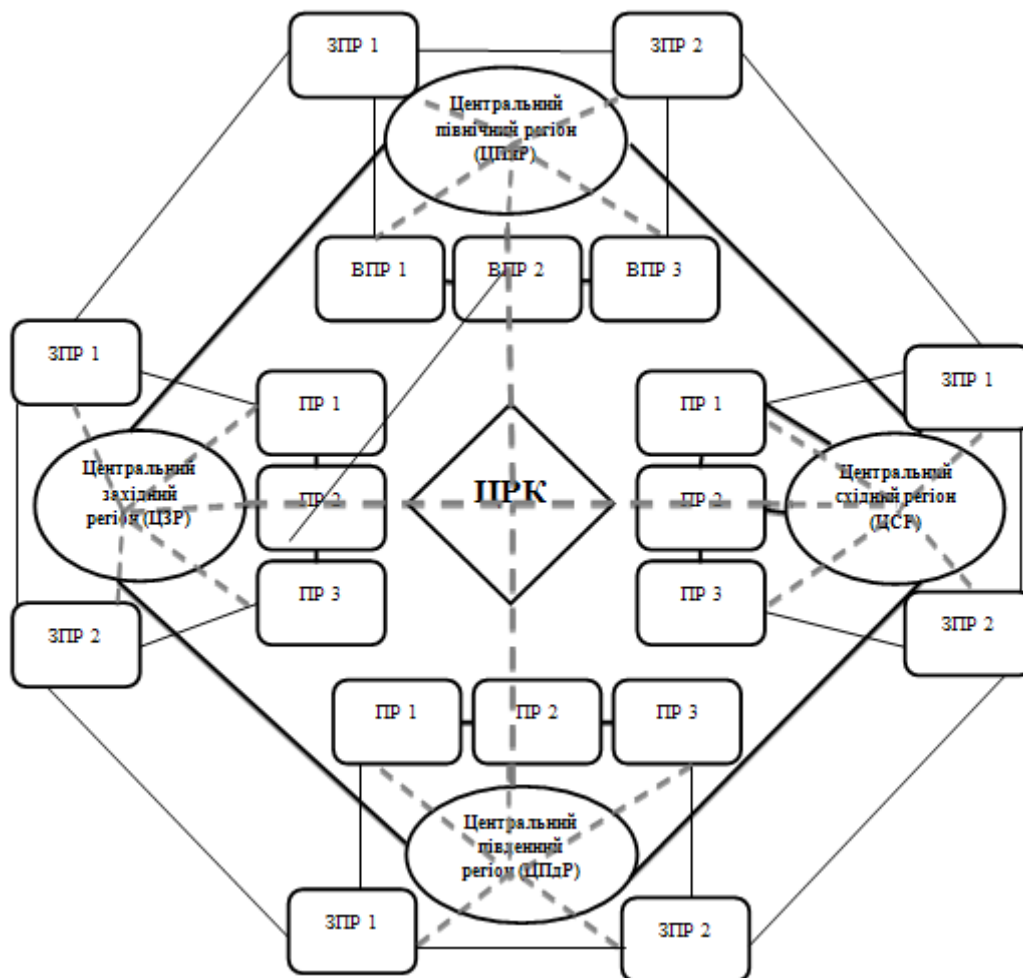 ЗПР 1
ЗПР 2
Центральний
північний регіон
(ЦПнР)
ВПР 1
ВПР 2
ВПР 3
ЗПР 1
ЗПР 1
ПР 1
ПР 1
Центральний
західний
регіон (ЦЗР)
ПР 2
ЦРК
ПР 2
Центральний
східний регіон
(ЦСР)
ПР 3
ПР 3
ЗПР 2
ЗПР 2
ПР 1
ПР 2
ПР 3
Центральний
південний
регіон (ЦПдР)
ЗПР 1
ЗПР 2